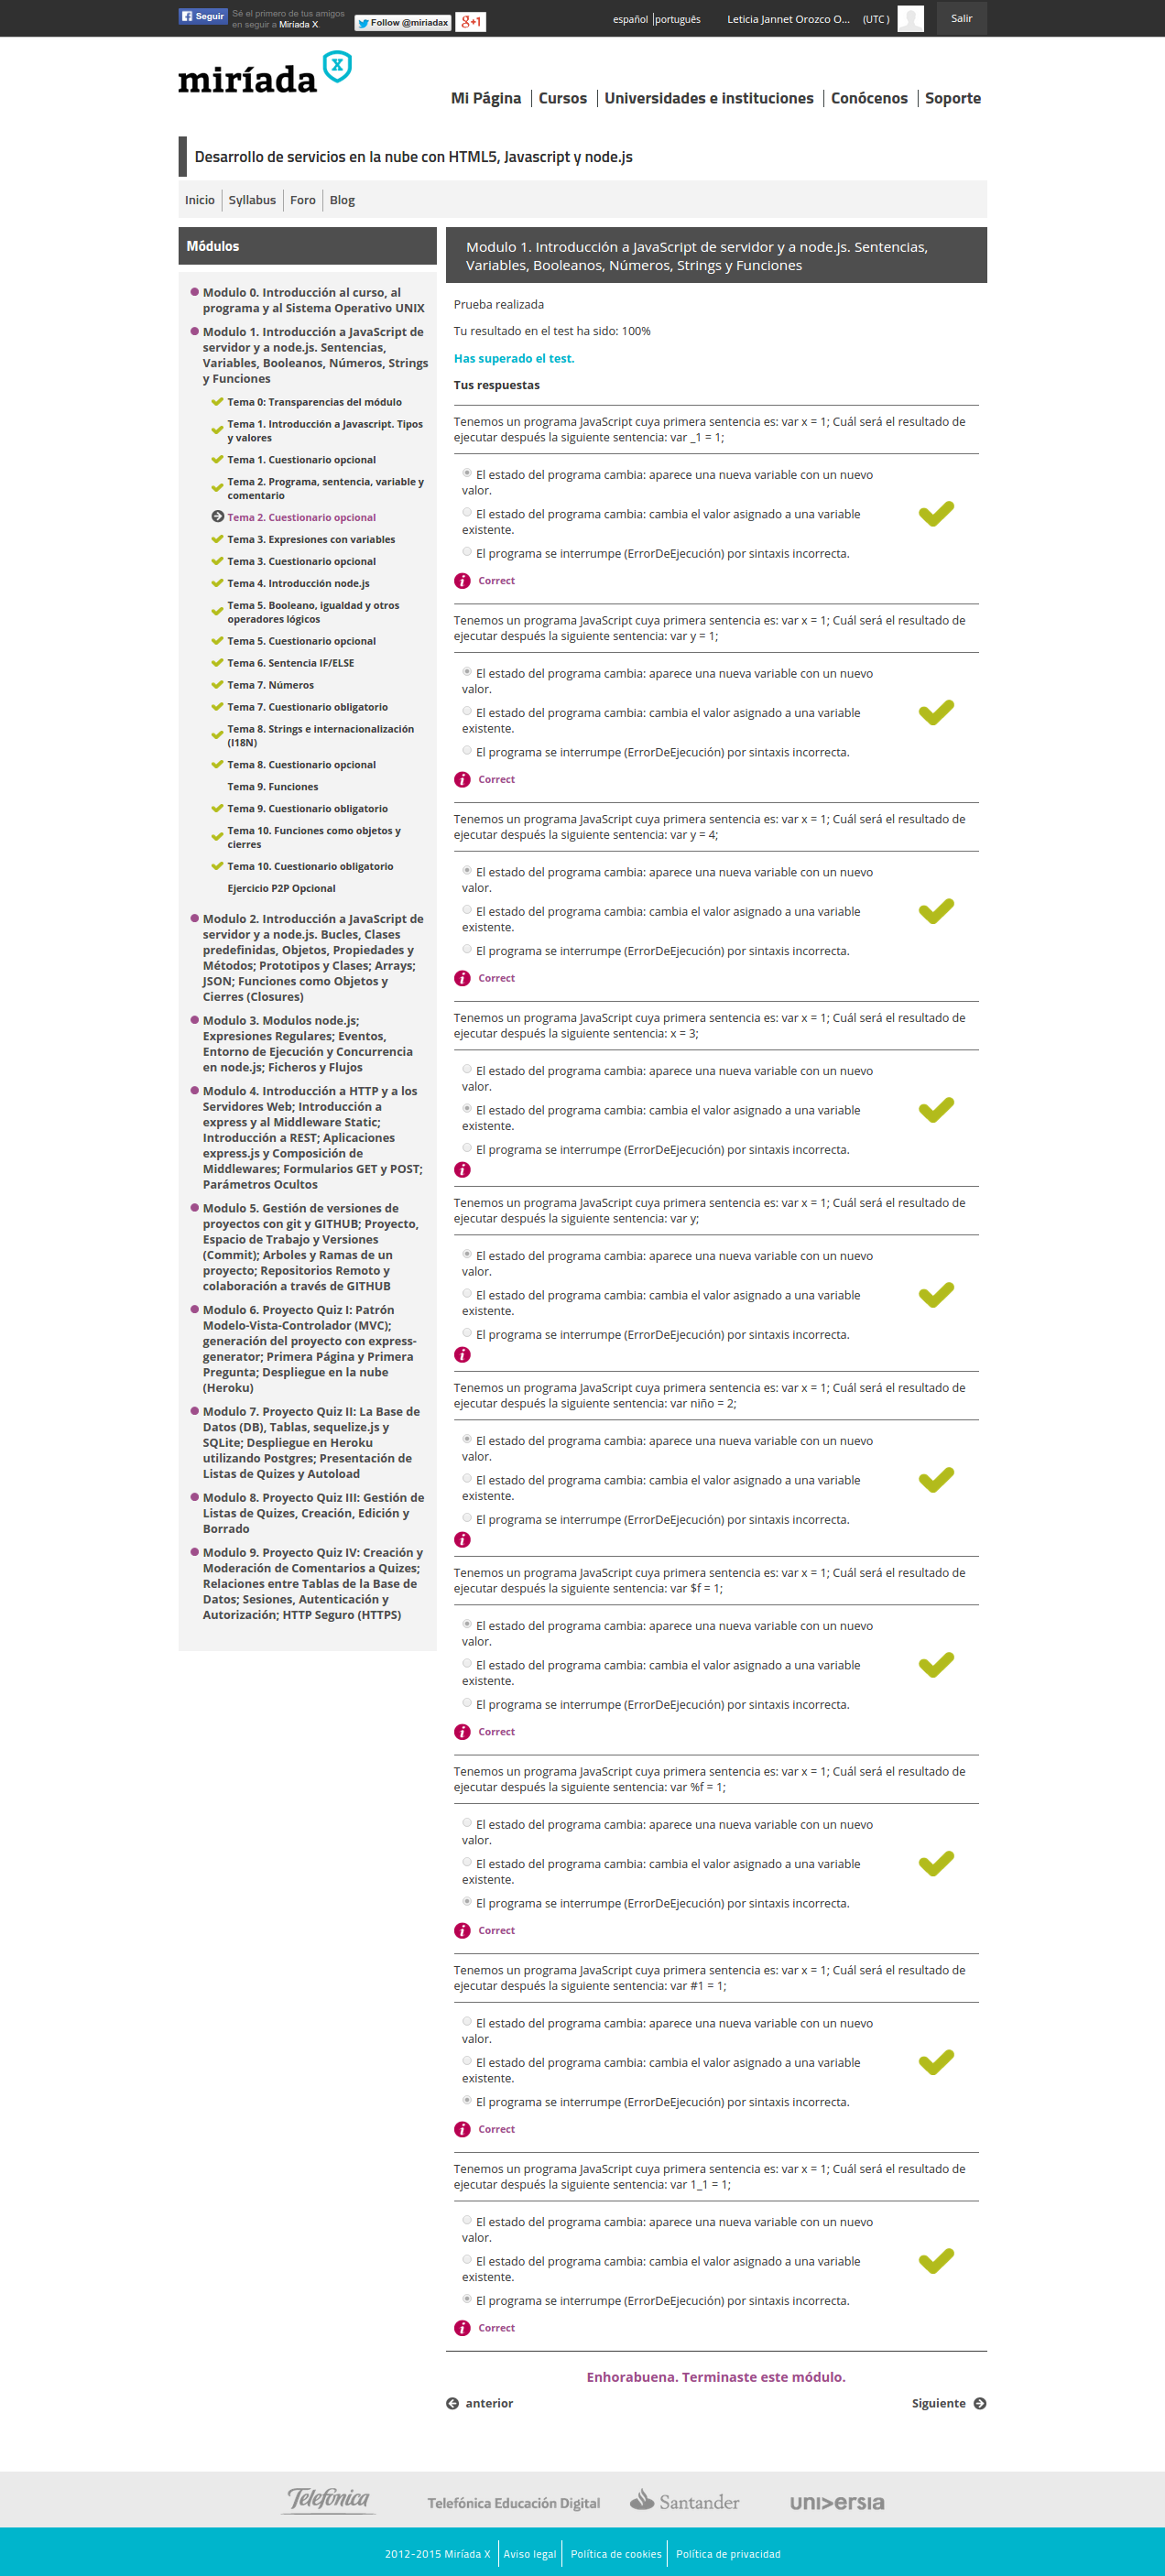 Seguir
Sé el primero de tus amigos
en seguir a Miríada X.
Follow @miriadax
g+1
español
português
Leticia Jannet Orozco O...
(UTC )
Salir
miríada x
Mi Página
Cursos
Universidades e instituciones
Conócenos
Soporte
Desarrollo de servicios en la nube con HTML5, Javascript y node.js
Inicio
Syllabus
Foro
Blog
Módulos
Modulo 0. Introducción al curso, al
programa y al Sistema Operativo UNIX
Modulo 1. Introducción a JavaScript de
servidor y a node.js. Sentencias,
Variables, Booleanos, Números, Strings
y Funciones
Tema 0: Transparencias del módulo
Tema 1. Introducción a Javascript. Tipos
y valores
Tema 1. Cuestionario opcional
Tema 2. Programa, sentencia, variable y
comentario
Tema 2. Cuestionario opcional
Tema 3. Expresiones con variables
Tema 3. Cuestionario opcional
Tema 4. Introducción node.js
Tema 5. Booleano, igualdad y otros
operadores lógicos
Tema 5. Cuestionario opcional
Tema 6. Sentencia IF/ELSE
Tema 7. Números
Tema 7. Cuestionario obligatorio
Tema 8. Strings e internacionalización
(I18N)
Tema 8. Cuestionario opcional
Tema 9. Funciones
Tema 9. Cuestionario obligatorio
Tema 10. Funciones como objetos y
cierres
Tema 10. Cuestionario obligatorio
Ejercicio P2P Opcional
Modulo 2. Introducción a JavaScript de
servidor y a node.js. Bucles, Clases
predefinidas, Objetos, Propiedades y
Métodos; Prototipos y Clases; Arrays;
JSON; Funciones como Objetos y
Cierres (Closures)
Modulo 3. Modulos node.js;
Expresiones Regulares; Eventos,
Entorno de Ejecución y Concurrencia
en node.js; Ficheros y Flujos
Modulo 4. Introducción a HTTP y a los
Servidores Web; Introducción a
express y al Middleware Static;
Introducción a REST; Aplicaciones
express.js y Composición de
Middlewares; Formularios GET y POST;
Parámetros Ocultos
Modulo 5. Gestión de versiones de
proyectos con git y GITHUB; Proyecto,
Espacio de Trabajo y Versiones
(Commit); Arboles y Ramas de un
proyecto; Repositorios Remoto y
colaboración a través de GITHUB
Modulo 6. Proyecto Quiz I: Patrón
Modelo-Vista-Controlador (MVC);
generación del proyecto con express-
generator; Primera Página y Primera
Pregunta; Despliegue en la nube
(Heroku)
Modulo 7. Proyecto Quiz II: La Base de
Datos (DB), Tablas, sequelize.js y
SQLite; Despliegue en Heroku
utilizando Postgres; Presentación de
Listas de Quizes y Autoload
Modulo 8. Proyecto Quiz III: Gestión de
Listas de Quizes, Creación, Edición y
Borrado
Modulo 9. Proyecto Quiz IV: Creación y
Moderación de Comentarios a Quizes;
Relaciones entre Tablas de la Base de
Datos; Sesiones, Autenticación y
Autorización; HTTP Seguro (HTTPS)
Modulo 1. Introducción a JavaScript de servidor y a node.js. Sentencias,
Variables, Booleanos, Números, Strings y Funciones
Prueba realizada
Tu resultado en el test ha sido: 100%
Has superado el test.
Tus respuestas
Tenemos un programa JavaScript cuya primera sentencia es: var x = 1; Cuál será el resultado de
ejecutar después la siguiente sentencia: var _1 = 1;
El estado del programa cambia: aparece una nueva variable con un nuevo
valor.
El estado del programa cambia: cambia el valor asignado a una variable
existente.
El programa se interrumpe (ErrorDeEjecución) por sintaxis incorrecta.
Correct
Tenemos un programa JavaScript cuya primera sentencia es: var x = 1; Cuál será el resultado de
ejecutar después la siguiente sentencia: var y = 1;
El estado del programa cambia: aparece una nueva variable con un nuevo
valor.
El estado del programa cambia: cambia el valor asignado a una variable
existente.
El programa se interrumpe (ErrorDeEjecución) por sintaxis incorrecta.
Correct
Tenemos un programa JavaScript cuya primera sentencia es: var x = 1; Cuál será el resultado de
ejecutar después la siguiente sentencia: var y = 4;
El estado del programa cambia: aparece una nueva variable con un nuevo
valor.
El estado del programa cambia: cambia el valor asignado a una variable
existente.
El programa se interrumpe (ErrorDeEjecución) por sintaxis incorrecta.
Correct
Tenemos un programa JavaScript cuya primera sentencia es: var x = 1; Cuál será el resultado de
ejecutar después la siguiente sentencia: x = 3;
El estado del programa cambia: aparece una nueva variable con un nuevo
valor.
El estado del programa cambia: cambia el valor asignado a una variable
existente.
El programa se interrumpe (ErrorDeEjecución) por sintaxis incorrecta.
Tenemos un programa JavaScript cuya primera sentencia es: var x = 1; Cuál será el resultado de
ejecutar después la siguiente sentencia: var y;
El estado del programa cambia: aparece una nueva variable con un nuevo
valor.
El estado del programa cambia: cambia el valor asignado a una variable
existente.
El programa se interrumpe (ErrorDeEjecución) por sintaxis incorrecta.
Tenemos un programa JavaScript cuya primera sentencia es: var x = 1; Cuál será el resultado de
ejecutar después la siguiente sentencia: var niño = 2;
El estado del programa cambia: aparece una nueva variable con un nuevo
valor.
El estado del programa cambia: cambia el valor asignado a una variable
existente.
El programa se interrumpe (ErrorDeEjecución) por sintaxis incorrecta.
Tenemos un programa JavaScript cuya primera sentencia es: var x = 1; Cuál será el resultado de
ejecutar después la siguiente sentencia: var $f = 1;
El estado del programa cambia: aparece una nueva variable con un nuevo
valor.
El estado del programa cambia: cambia el valor asignado a una variable
existente.
El programa se interrumpe (ErrorDeEjecución) por sintaxis incorrecta.
Correct
Tenemos un programa JavaScript cuya primera sentencia es: var x = 1; Cuál será el resultado de
ejecutar después la siguiente sentencia: var %f = 1;
El estado del programa cambia: aparece una nueva variable con un nuevo
valor.
El estado del programa cambia: cambia el valor asignado a una variable
existente.
El programa se interrumpe (ErrorDeEjecución) por sintaxis incorrecta.
Correct
Tenemos un programa JavaScript cuya primera sentencia es: var x = 1; Cuál será el resultado de
ejecutar después la siguiente sentencia: var #1 = 1;
El estado del programa cambia: aparece una nueva variable con un nuevo
valor.
El estado del programa cambia: cambia el valor asignado a una variable
existente.
El programa se interrumpe (ErrorDeEjecución) por sintaxis incorrecta.
Correct
Tenemos un programa JavaScript cuya primera sentencia es: var x = 1; Cuál será el resultado de
ejecutar después la siguiente sentencia: var 1_1 = 1;
El estado del programa cambia: aparece una nueva variable con un nuevo
valor.
El estado del programa cambia: cambia el valor asignado a una variable
existente.
El programa se interrumpe (ErrorDeEjecución) por sintaxis incorrecta.
Correct
Enhorabuena. Terminaste este módulo.
anterior
Siguiente
Telefónica
Telefónica Educación Digital
Santander
universia
2012-2015 Miríada X
Aviso legal
Política de cookies
Política de privacidad